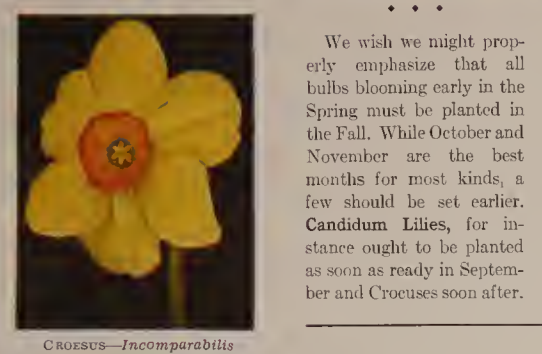 We wish we might prop-
erly emphasize that all
bulbs blooming early in the
Spring must be planted in
the Fall. While October and
November are the best
months for most kinds, a
few should be set earlier.
Candidum Lilies, for in-
stance ought to be planted
as soon as ready in Septem-
ber and Crocuses soon after.
CROESUS—Incomparabilis